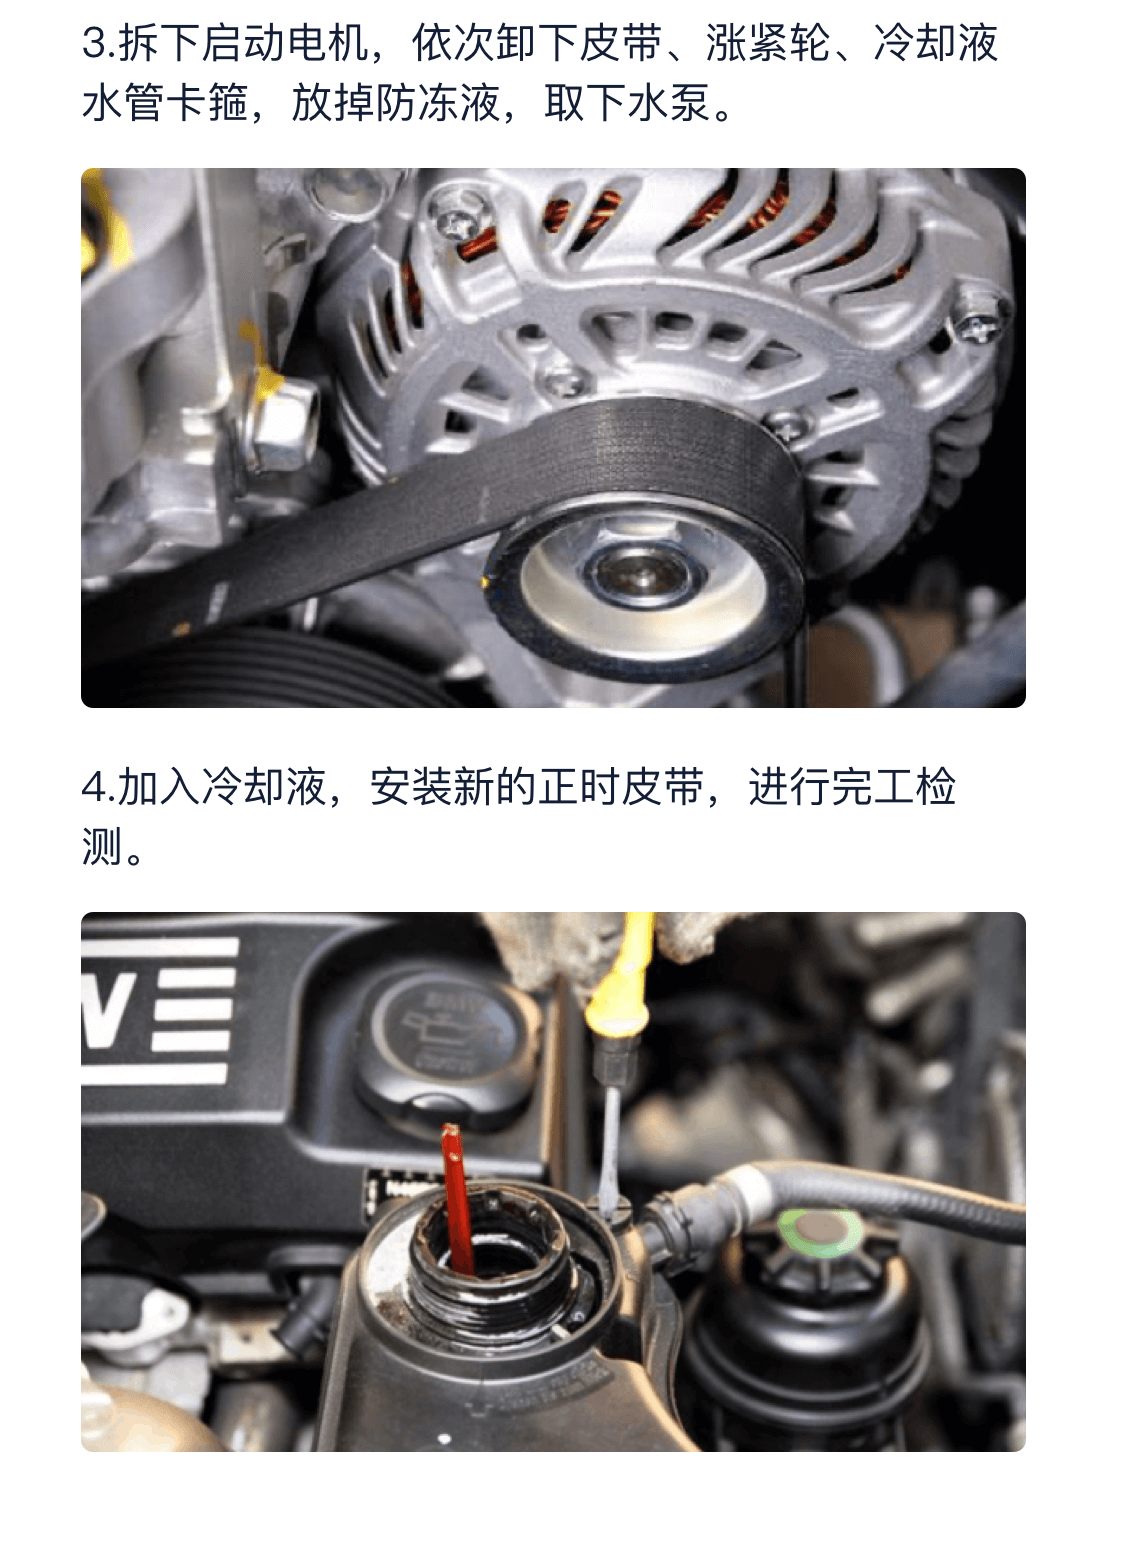 3.拆下启动电机，依次卸下皮带、涨紧轮、冷却液
水管卡箍，放掉防冻液，取下水泵。
4.加入冷却液，安装新的正时皮带，进行完工检
测。